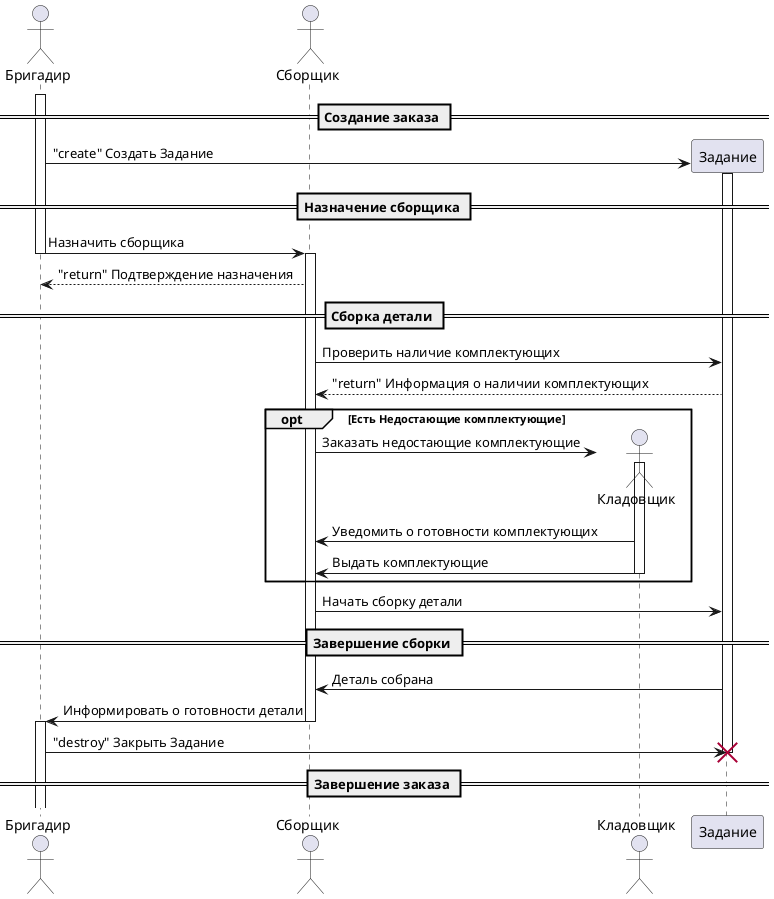 Бригадир
Сборщик
Создание заказа
"create" Создать Задание
Задание
Назначение сборщика
Назначить сборщика
"return" Подтверждение назначения
Сборка детали
Проверить наличие комплектующих
"return" Информация о наличии комплектующих
opt
[Есть Недостающие комплектующие]
Заказать недостающие комплектующие
Кладовщик
Уведомить о готовности комплектующих
Выдать комплектующие
Начать сборку детали
Завершение сборки
Деталь собрана
Информировать о готовности детали
"destroy" Закрыть Задание
Завершение заказа
Бригадир
Сборщик
Кладовщик
Задание